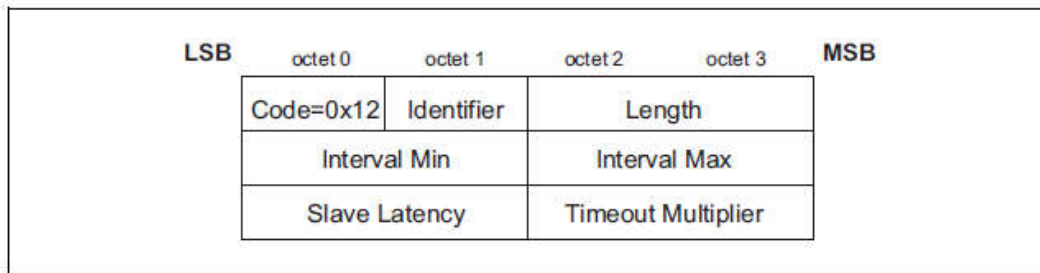 LSB octet 0 octet 1 octet 2 octet 3 MSB
Code=0x12 Identifier Length
Interval Min Interval Max
Slave Latency Timeout Multiplier